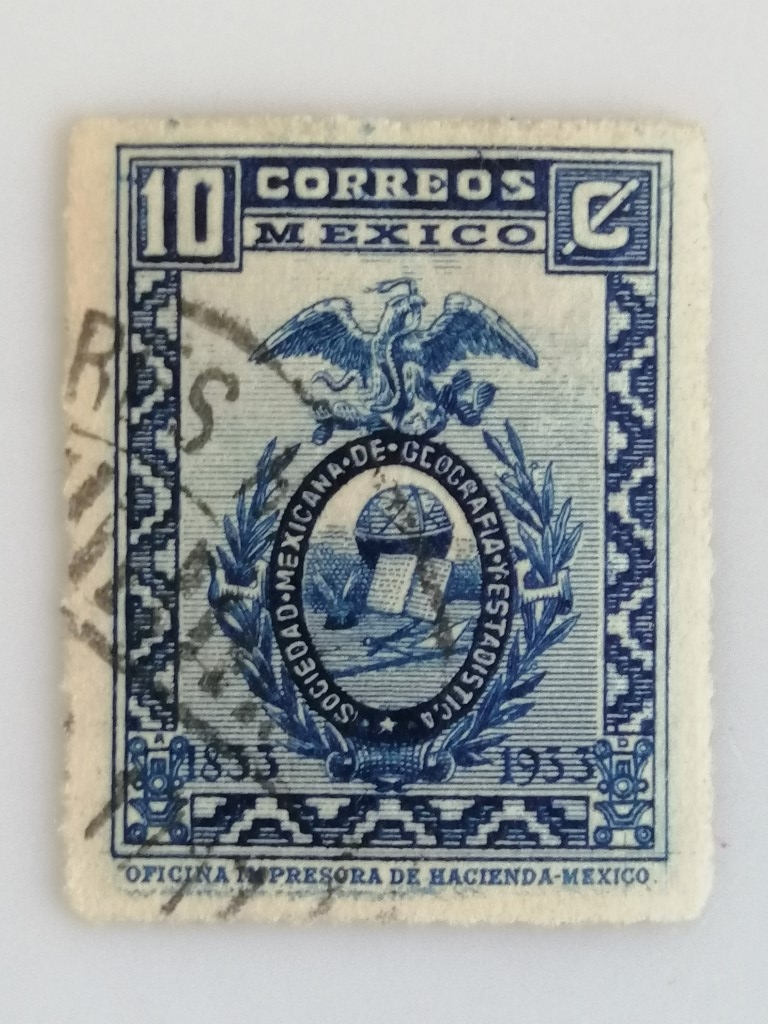 10 CORREOS C
MEXICO
SOCIEDAD·MEXICANA·DE·GEOGRAFIA·Y·ESTADISTICA
1833 1933
OFICINA IMPRESORA DE HACIENDA-MEXICO